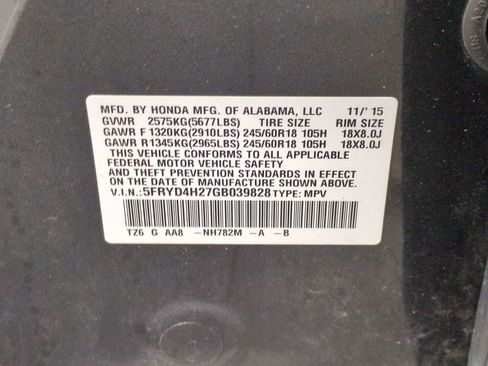 MFD. BY HONDA MFG. OF ALABAMA, LLC 11/'15
GVWR 2575KG(5677LBS) TIRE SIZE RIM SIZE
GAWR F 1320KG(2910LBS) 245/60R18 105H 18X8.0J
GAWR R 1345KG(2965LBS) 245/60R18 105H 18X8.0J
THIS VEHICLE CONFORMS TO ALL APPLICABLE
FEDERAL MOTOR VEHICLE SAFETY
AND THEFT PREVENTION STANDARDS IN EFFECT
ON THE DATE OF MANUFACTURE SHOWN ABOVE.
V.I.N.: 5FRYD4H27GB039828 TYPE: MPV
TZ6 G AA8 -NH782M -A -B